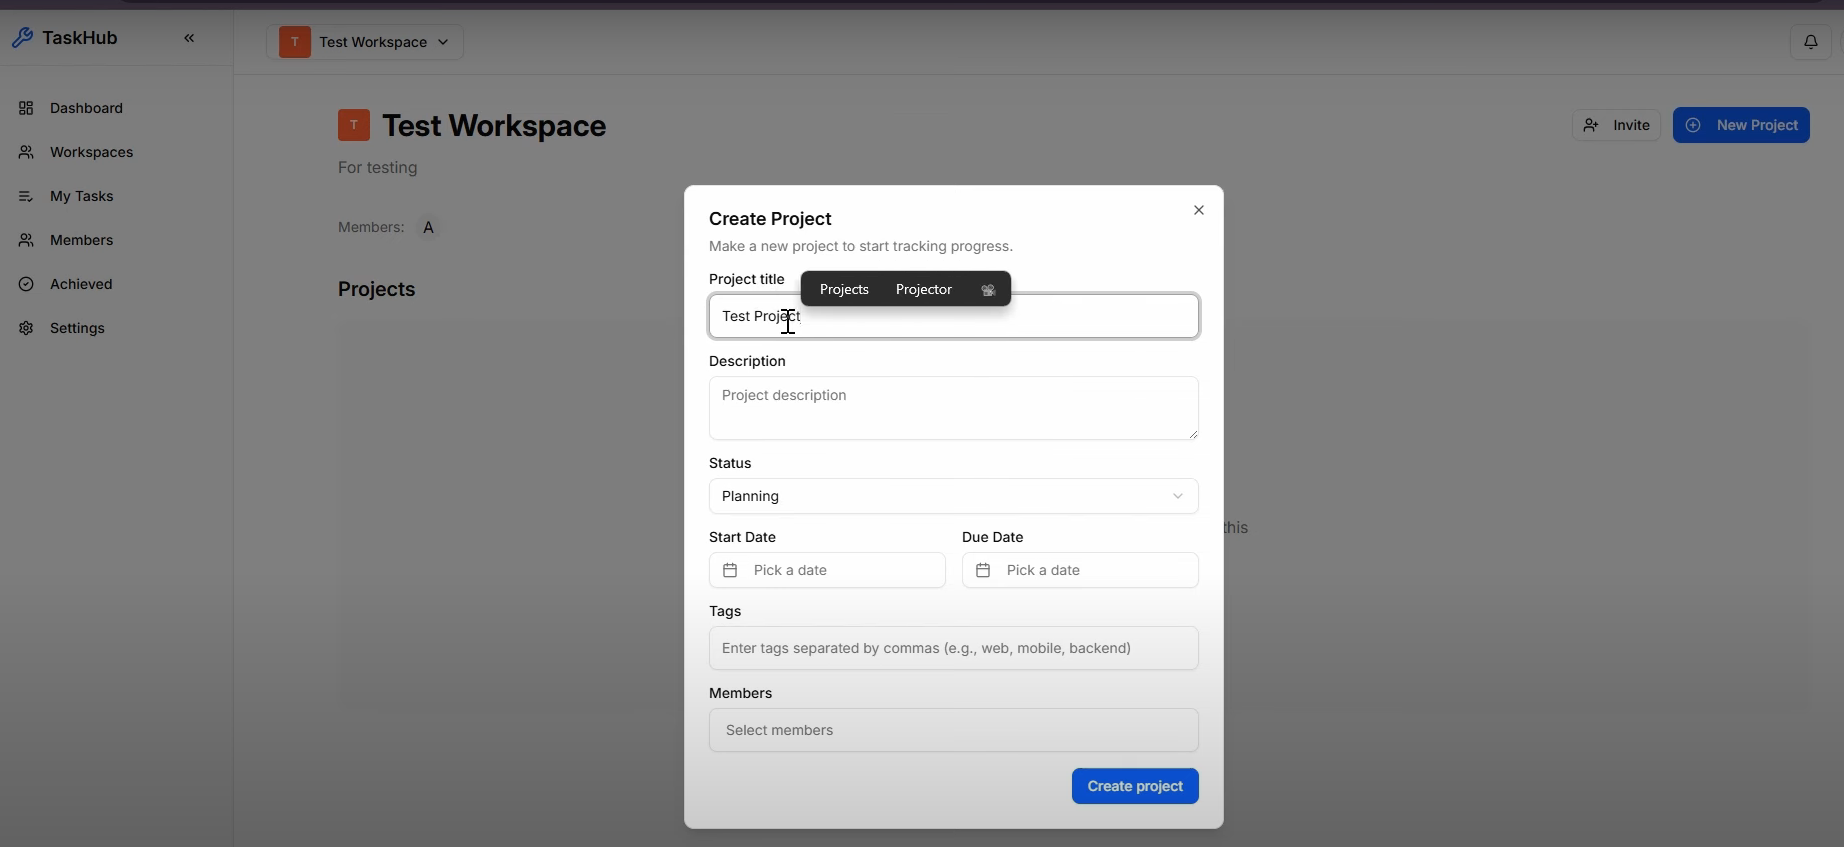 TaskHub
T Test Workspace
Dashboard
Workspaces
My Tasks
Members
Achieved
Settings
T Test Workspace
Invite
New Project
For testing
Members: A
Projects
this
Create Project
Make a new project to start tracking progress.
Project title
Projects Projector
Test Project
Description
Project description
Status
Planning
Start Date
Due Date
Pick a date
Pick a date
Tags
Enter tags separated by commas (e.g., web, mobile, backend)
Members
Select members
Create project